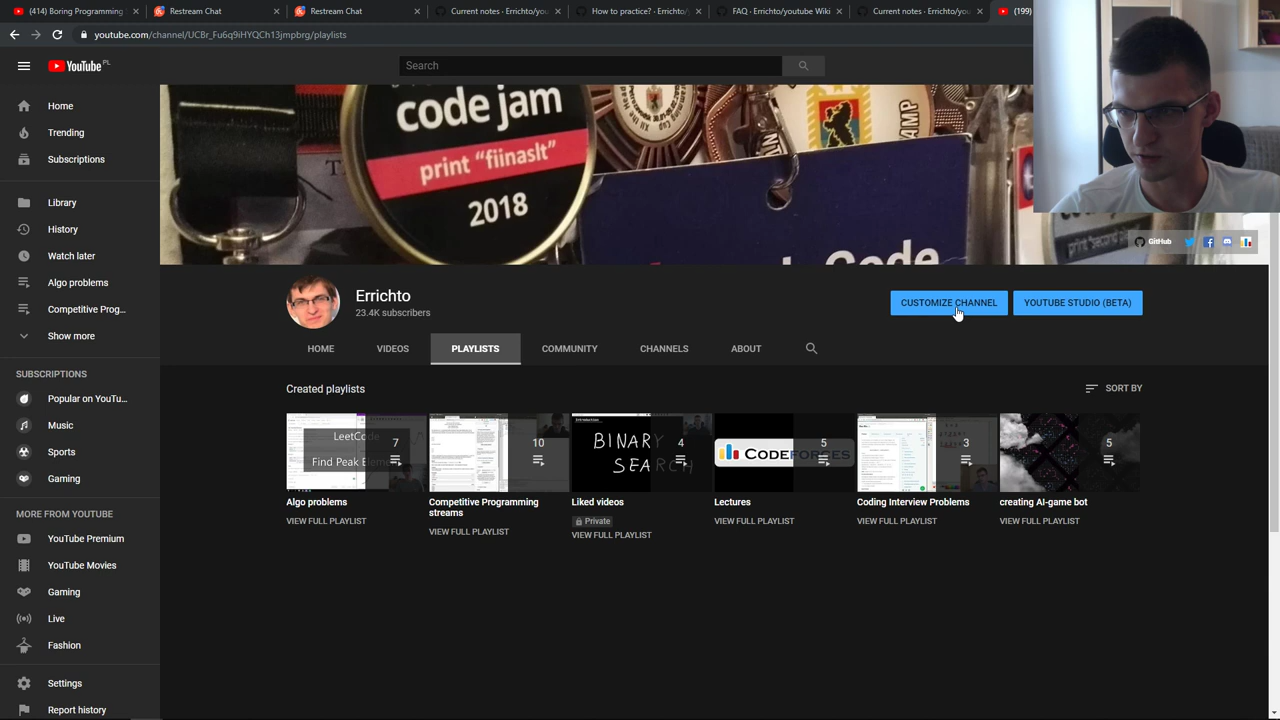 (414) Boring Programming
Restream Chat
Restream Chat
Current notes · Errichto/you
How to practice? · Errichto/
FAQ · Errichto/youtube Wiki
Current notes · Errichto/you
(199)
youtube.com/channel/UCBr_Fu6q9iHYQCh13jmpbrg/playlists
YouTube PL
Search
Home
Trending
Subscriptions
Library
History
Watch later
Algo problems
Competitive Prog...
Show more
SUBSCRIPTIONS
Popular on YouTu...
Music
Sports
Gaming
MORE FROM YOUTUBE
YouTube Premium
YouTube Movies
Gaming
Live
Fashion
Settings
Report history
code jam
print "fiinaslt"
2018
GitHub
Errichto
23.4K subscribers
CUSTOMIZE CHANNEL
YOUTUBE STUDIO (BETA)
HOME
VIDEOS
PLAYLISTS
COMMUNITY
CHANNELS
ABOUT
Created playlists
SORT BY
LeetCode
Find Peak
7
10
BINARY
SEARCH
4
CODEFORCES
5
3
5
Algo problems
VIEW FULL PLAYLIST
Competitive Programming
streams
VIEW FULL PLAYLIST
Liked videos
Private
VIEW FULL PLAYLIST
Lectures
VIEW FULL PLAYLIST
Coding Interview Problems
VIEW FULL PLAYLIST
creating AI-game bot
VIEW FULL PLAYLIST